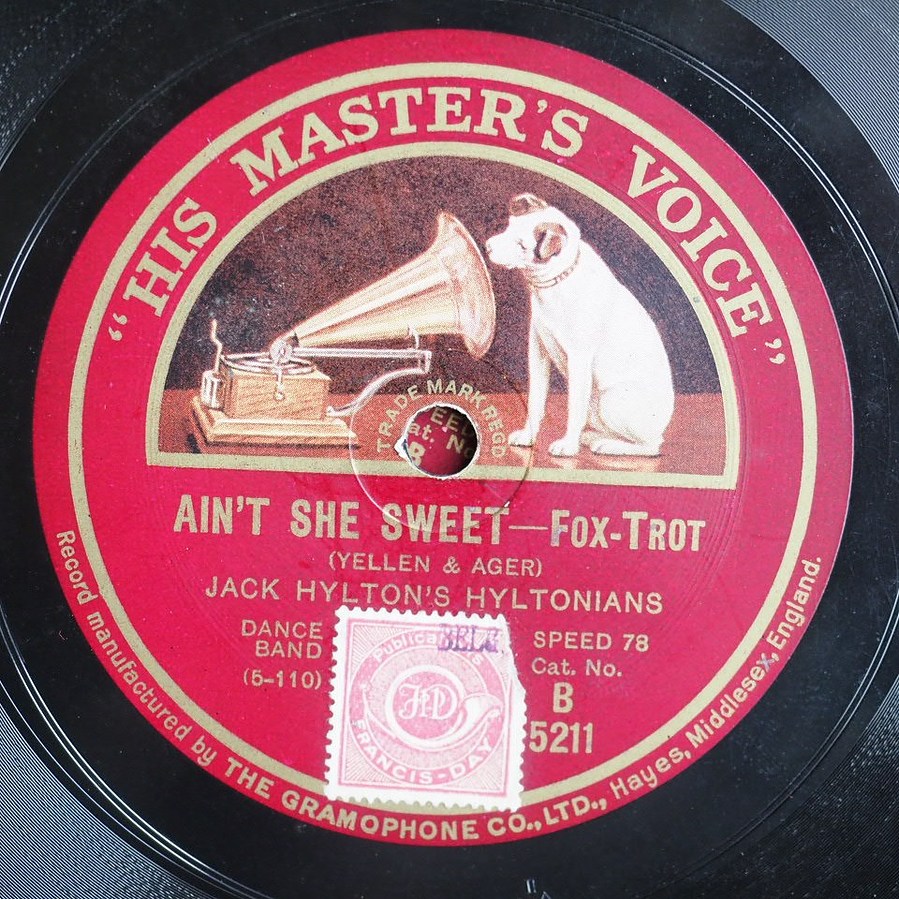 “HIS MASTER'S VOICE”
TRADE MARK REGD
AIN'T SHE SWEET—FOX-TROT
(YELLEN & AGER)
JACK HYLTON'S HYLTONIANS
DANCE
BAND
(5-110)
SPEED 78
Cat. No.
B
5211
BELG.
FRANCIS-DAY
Record manufactured by THE GRAMOPHONE CO., LTD., Hayes, Middlesex, England.